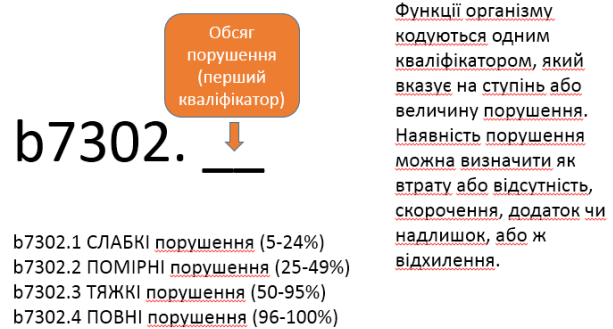 Обсяг
порушення
(перший
кваліфікатор)
b7302. __
b7302.1 СЛАБКІ порушення (5-24%)
b7302.2 ПОМІРНІ порушення (25-49%)
b7302.3 ТЯЖКІ порушення (50-95%)
b7302.4 ПОВНІ порушення (96-100%)
Функції організму
кодуються одним
кваліфікатором, який
вказує на ступінь або
величину порушення.
Наявність порушення
можна визначити як
втрату або відсутність,
скорочення, додаток чи
надлишок, або ж
відхилення.